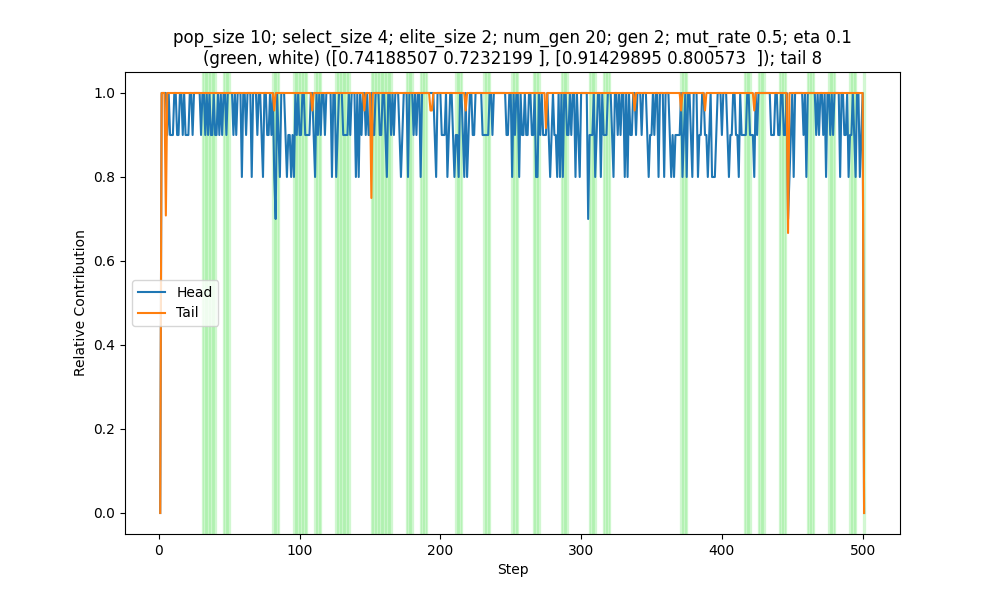 pop_size 10; select_size 4; elite_size 2; num_gen 20; gen 2; mut_rate 0.5; eta 0.1
(green, white) ([0.74188507 0.7232199 ], [0.91429895 0.800573  ]); tail 8
1.0
0.8
0.6
0.4
0.2
0.0
Relative Contribution
Head
Tail
0
100
200
300
400
500
Step